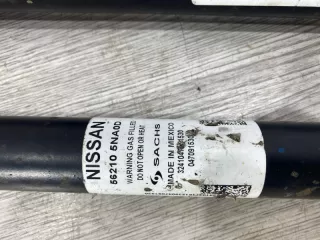 NISSAN
56210 5NA0D
WARNING GAS FILLED
DO NOT OPEN OR HEAT
SACHS
MADE IN MEXICO